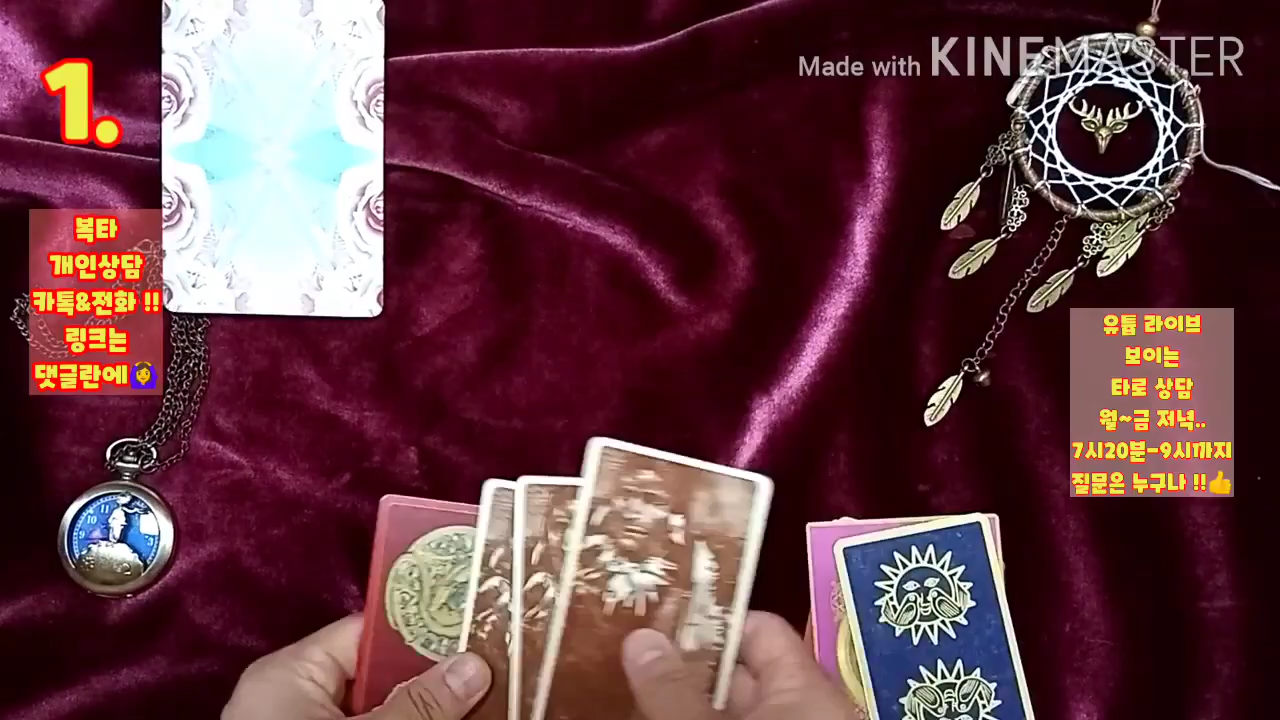 1.
Made with KINEMASTER
복타
개인상담
카톡&전화 !!
링크는
댓글란에🙆‍♀️
유튭 라이브
보이는
타로 상담
월~금 저녁..
7시20분-9시까지
질문은 누구나 !!👍